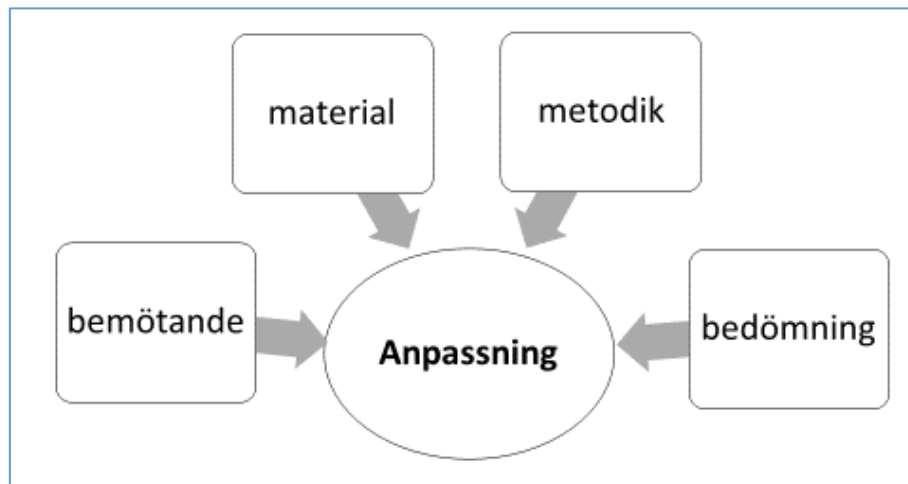 material
metodik
bemötande
Anpassning
bedömning